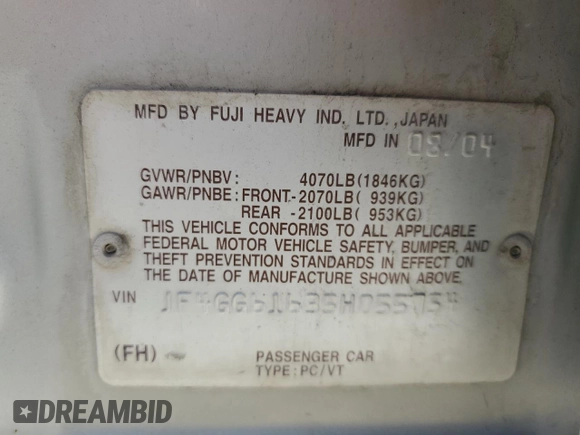 MFD BY FUJI HEAVY IND. LTD.,JAPAN
MFD IN 08/04
GVWR/PNBV: 4070LB(1846KG)
GAWR/PNBE: FRONT-2070LB( 939KG)
REAR -2100LB( 953KG)
THIS VEHICLE CONFORMS TO ALL APPLICABLE
FEDERAL MOTOR VEHICLE SAFETY, BUMPER, AND
THEFT PREVENTION STANDARDS IN EFFECT ON
THE DATE OF MANUFACTURE SHOWN ABOVE.
VIN
(FH)
PASSENGER CAR
TYPE:PC/VT
DREAMBID